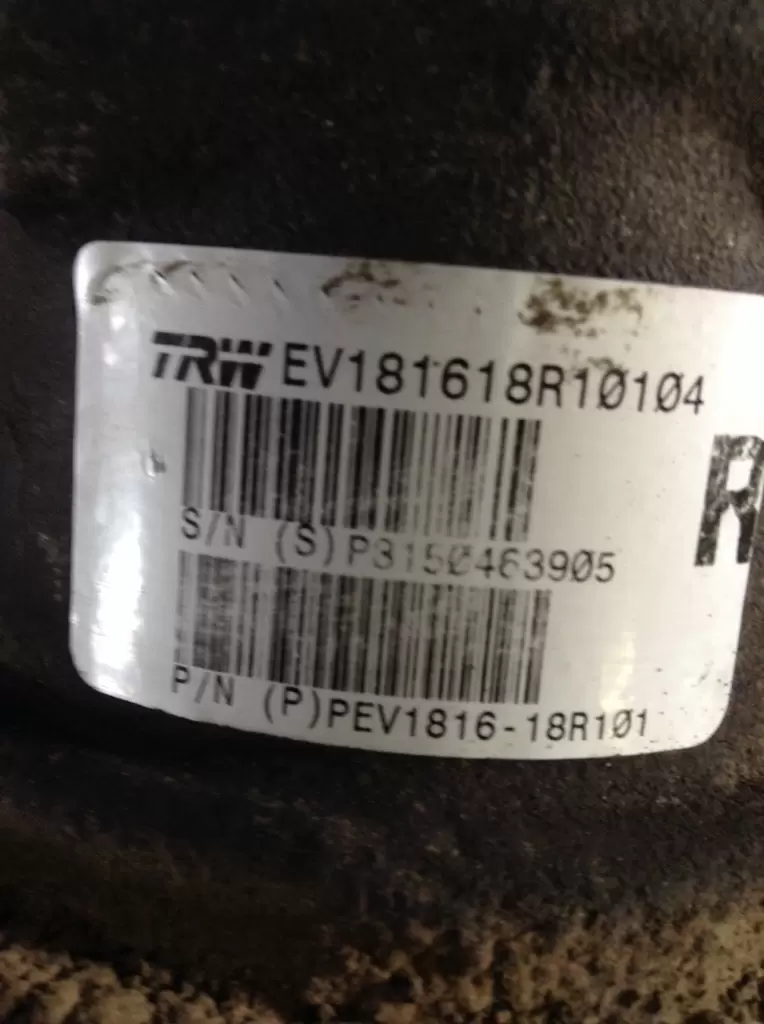 TRW EV181618R10104
R
S/N (S)P3150463905
P/N (P)PEV1816-18R101